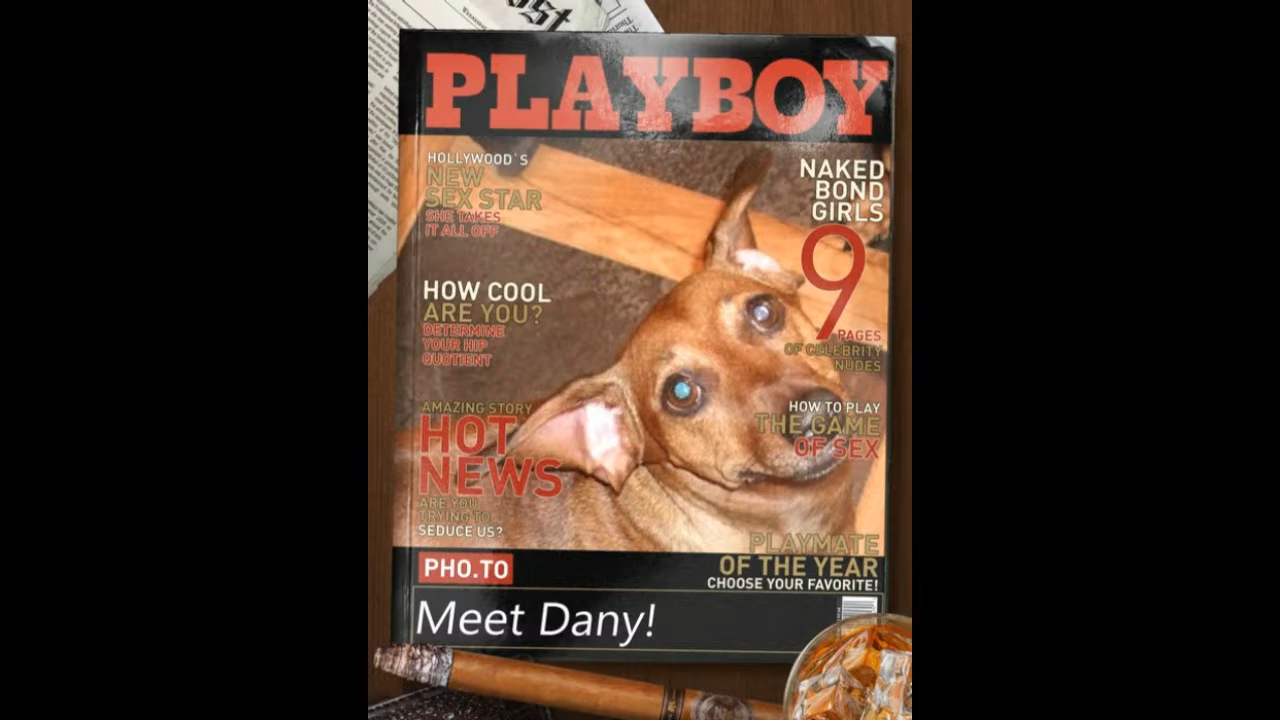 PLAYBOY
HOLLYWOOD`S
NEW
SEX STAR
SHE TAKES
IT ALL OFF
NAKED
BOND
GIRLS
9
PAGES
OF CELEBRITY
NUDES
HOW COOL
ARE YOU?
DETERMINE
YOUR HIP
QUOTIENT
AMAZING STORY
HOT
NEWS
ARE YOU
TRYING TO
SEDUCE US?
HOW TO PLAY
THE GAME
OF SEX
PLAYMATE
OF THE YEAR
CHOOSE YOUR FAVORITE!
PHO.TO
Meet Dany!